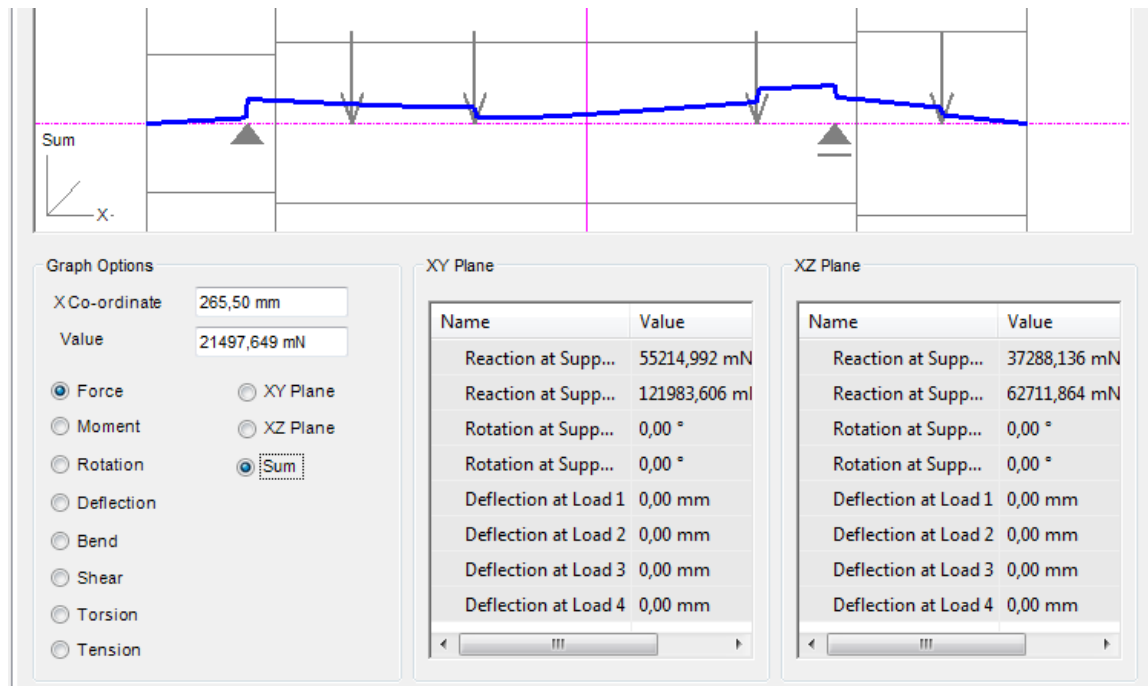 Sum
X-
Graph Options
X Co-ordinate 265,50 mm
Value 21497,649 mN
Force XY Plane
Moment XZ Plane
Rotation Sum
Deflection
Bend
Shear
Torsion
Tension
XY Plane
Name Value
Reaction at Supp... 55214,992 mN
Reaction at Supp... 121983,606 ml
Rotation at Supp... 0,00 °
Rotation at Supp... 0,00 °
Deflection at Load 1 0,00 mm
Deflection at Load 2 0,00 mm
Deflection at Load 3 0,00 mm
Deflection at Load 4 0,00 mm
XZ Plane
Name Value
Reaction at Supp... 37288,136 mN
Reaction at Supp... 62711,864 mN
Rotation at Supp... 0,00 °
Rotation at Supp... 0,00 °
Deflection at Load 1 0,00 mm
Deflection at Load 2 0,00 mm
Deflection at Load 3 0,00 mm
Deflection at Load 4 0,00 mm